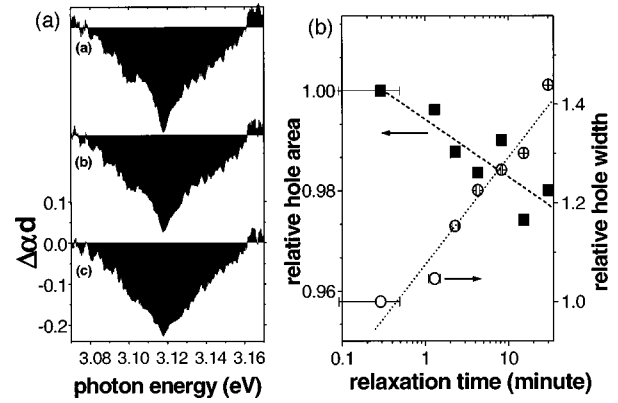 (a)
(a)
(b)
(c)
0.1
0.0
-0.1
-0.2
Δαd
3.08 3.10 3.12 3.14 3.16
photon energy (eV)
(b)
1.00
0.98
0.96
relative hole area
1.4
1.2
1.0
relative hole width
0.1 1 10
relaxation time (minute)